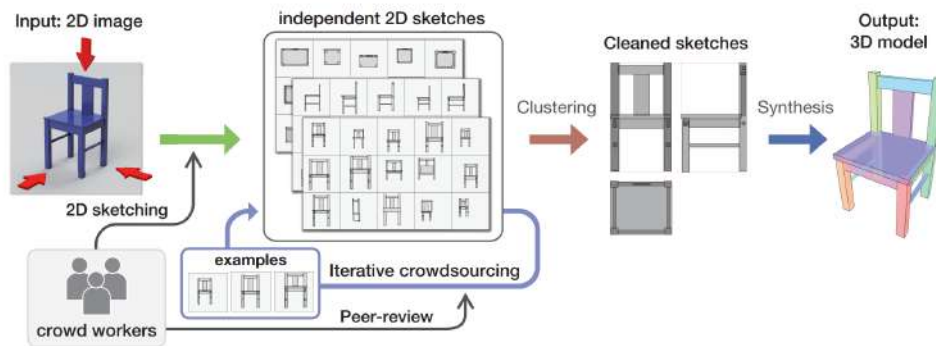 Input: 2D image
independent 2D sketches
Output:
3D model
Cleaned sketches
Clustering
Synthesis
2D sketching
examples
Iterative crowdsourcing
Peer-review
crowd workers